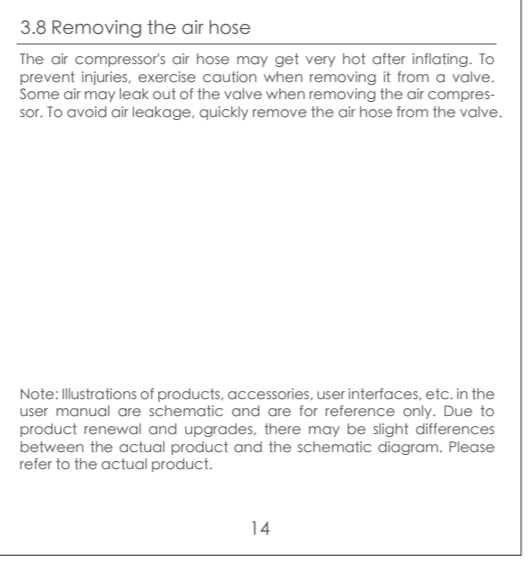 3.8 Removing the air hose
The air compressor's air hose may get very hot after inflating. To
prevent injuries, exercise caution when removing it from a valve.
Some air may leak out of the valve when removing the air compres-
sor. To avoid air leakage, quickly remove the air hose from the valve.
Note: Illustrations of products, accessories, user interfaces, etc. in the
user manual are schematic and are for reference only. Due to
product renewal and upgrades, there may be slight differences
between the actual product and the schematic diagram. Please
refer to the actual product.
14